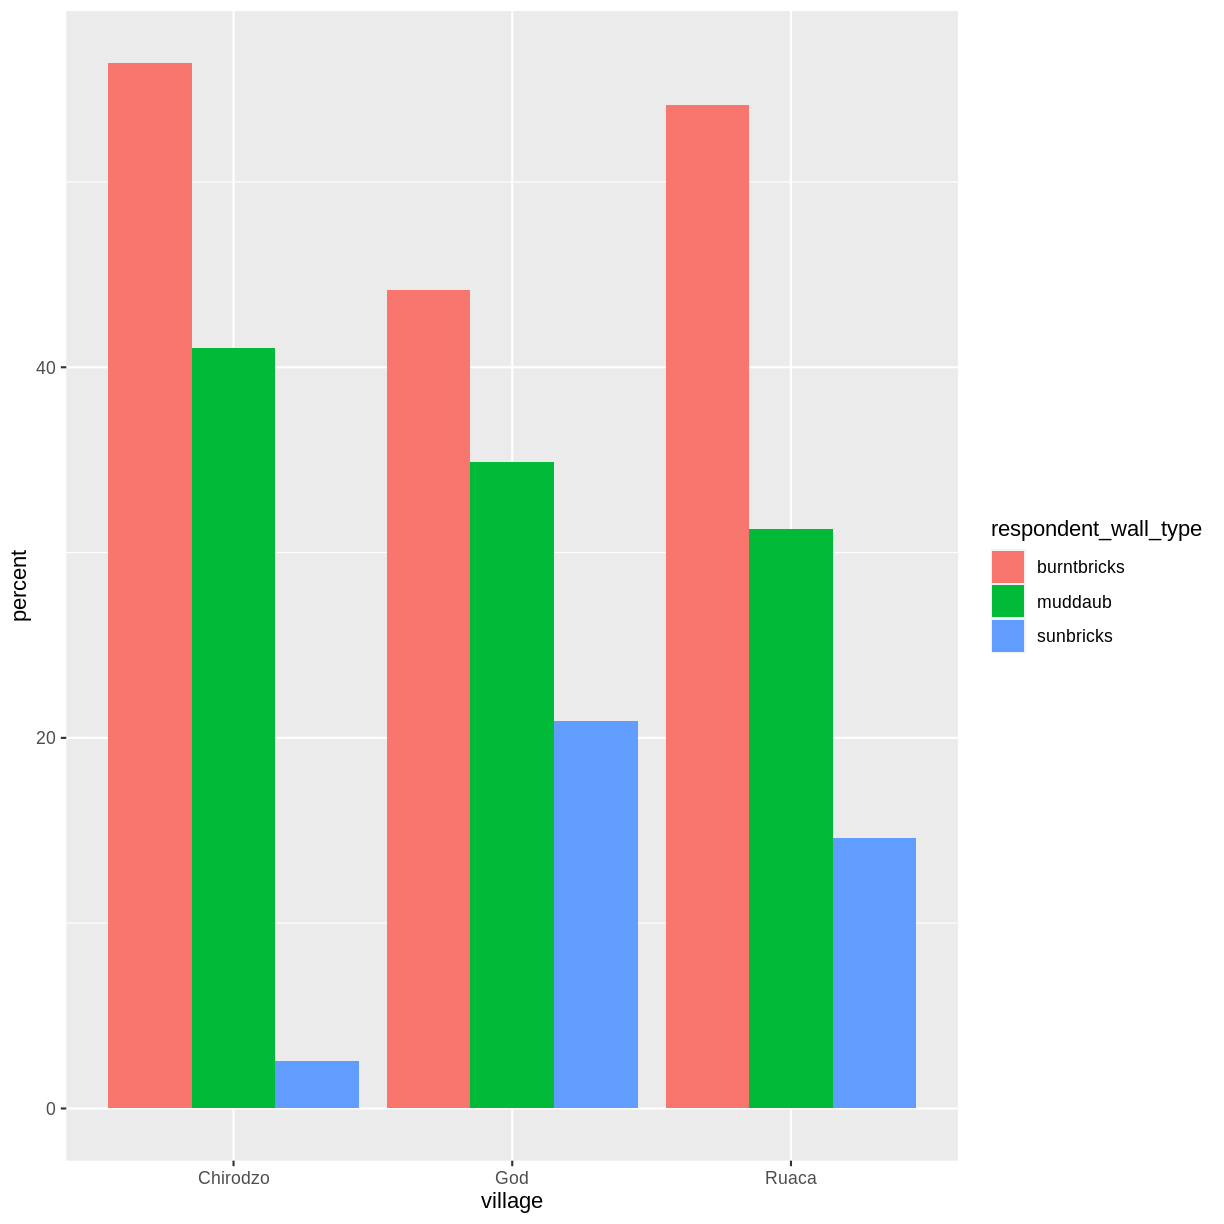 percent
40
20
0
Chirodzo God Ruaca
village
respondent_wall_type
burntbricks
muddaub
sunbricks